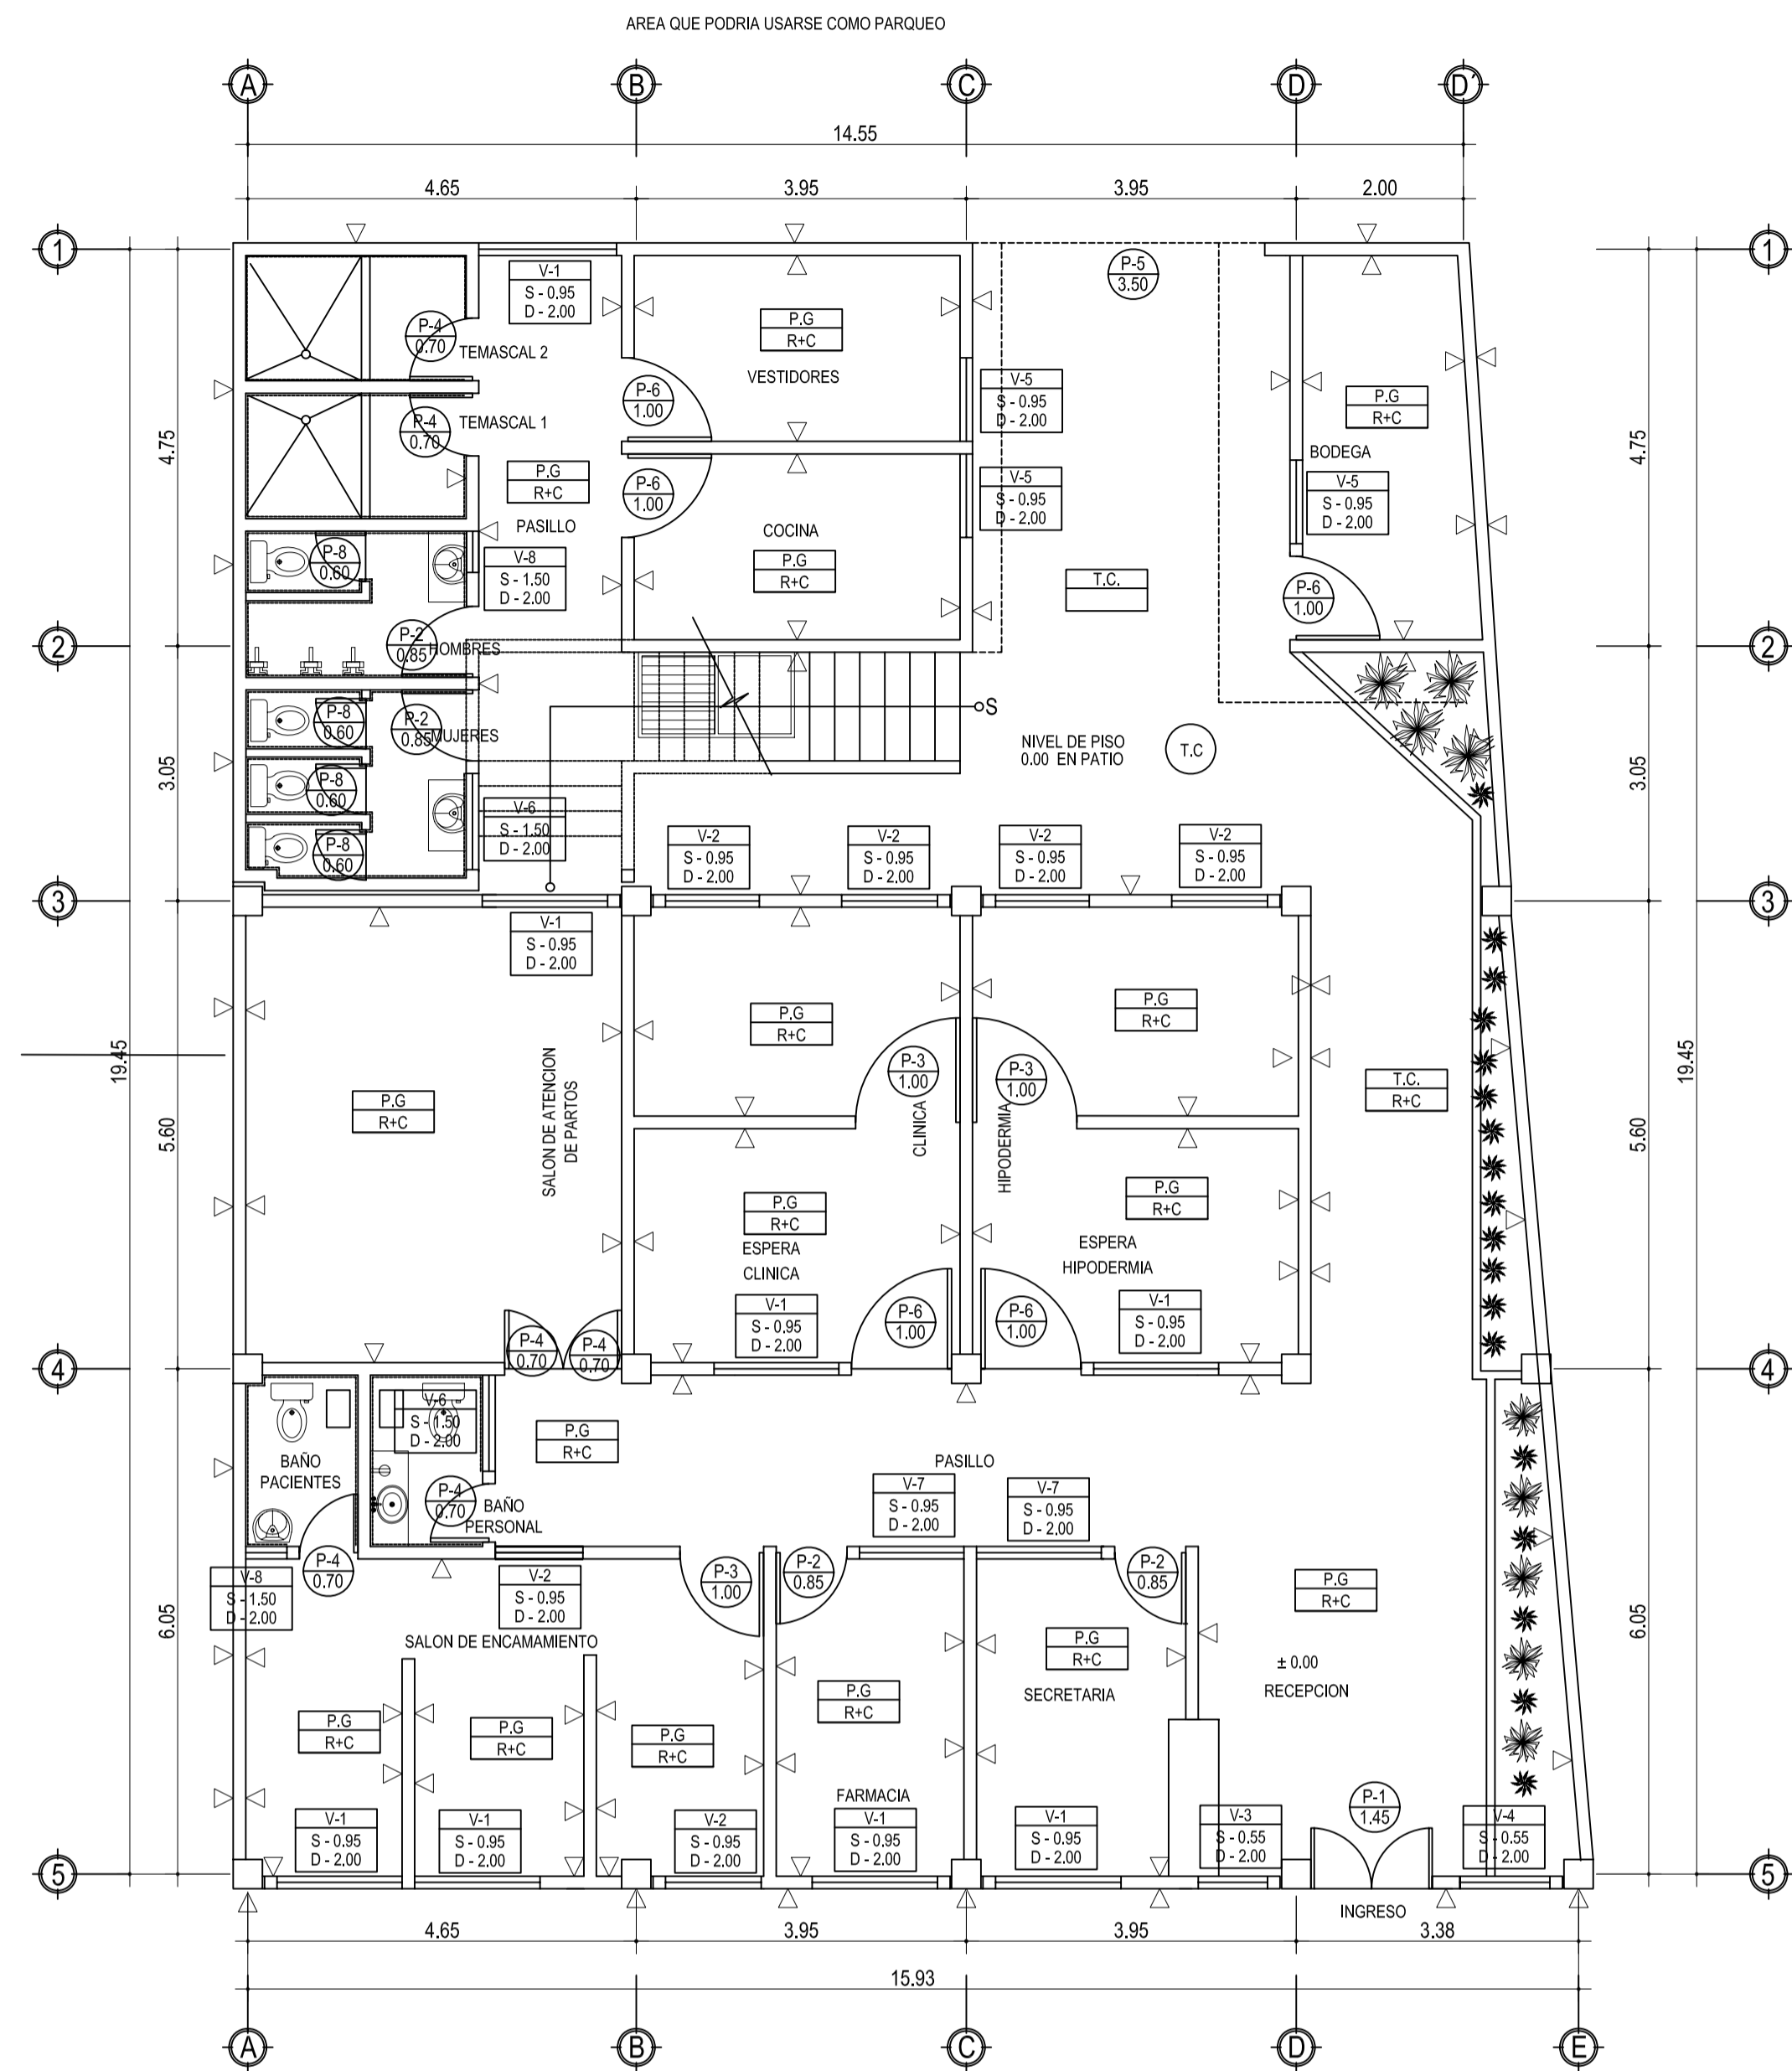 AREA QUE PODRIA USARSE COMO PARQUEO
A
B
C
D
D´
14.55
4.65
3.95
3.95
2.00
1
1
V-1
S - 0.95
D - 2.00
P-5
3.50
P-4
0.70
TEMASCAL 2
P.G
R+C
VESTIDORES
P-6
1.00
V-5
S - 0.95
D - 2.00
P.G
R+C
P-4
0.70
TEMASCAL 1
4.75
4.75
BODEGA
P.G
R+C
P-6
1.00
V-5
S - 0.95
D - 2.00
V-5
S - 0.95
D - 2.00
PASILLO
COCINA
P-8
0.60
V-8
S - 1.50
D - 2.00
P.G
R+C
T.C.
P-6
1.00
2
2
P-2
0.85
HOMBRES
P-8
0.60
P-2
0.85
MUJERES
S
NIVEL DE PISO
0.00 EN PATIO
T.C
3.05
3.05
P-8
0.60
P-8
0.60
V-6
S - 1.50
D - 2.00
V-2
S - 0.95
D - 2.00
V-2
S - 0.95
D - 2.00
V-2
S - 0.95
D - 2.00
V-2
S - 0.95
D - 2.00
3
3
V-1
S - 0.95
D - 2.00
P.G
R+C
P.G
R+C
19.45
19.45
P-3
1.00
P-3
1.00
T.C.
R+C
P.G
R+C
SALON DE ATENCION
DE PARTOS
CLINICA
HIPODERMIA
5.60
5.60
P.G
R+C
P.G
R+C
ESPERA
CLINICA
ESPERA
HIPODERMIA
V-1
S - 0.95
D - 2.00
P-6
1.00
P-6
1.00
V-1
S - 0.95
D - 2.00
P-4
0.70
P-4
0.70
4
4
V-6
S - 1.50
D - 2.00
P.G
R+C
BAÑO
PACIENTES
PASILLO
V-7
S - 0.95
D - 2.00
V-7
S - 0.95
D - 2.00
P-4
0.70
BAÑO
PERSONAL
P-4
0.70
V-8
S - 1.50
D - 2.00
V-2
S - 0.95
D - 2.00
P-3
1.00
P-2
0.85
P-2
0.85
P.G
R+C
6.05
6.05
SALON DE ENCAMAMIENTO
P.G
R+C
± 0.00
RECEPCION
SECRETARIA
P.G
R+C
P.G
R+C
P.G
R+C
P.G
R+C
FARMACIA
P-1
1.45
V-1
S - 0.95
D - 2.00
V-1
S - 0.95
D - 2.00
V-2
S - 0.95
D - 2.00
V-1
S - 0.95
D - 2.00
V-1
S - 0.95
D - 2.00
V-3
S - 0.55
D - 2.00
V-4
S - 0.55
D - 2.00
5
5
INGRESO
4.65
3.95
3.95
3.38
15.93
A
B
C
D
E